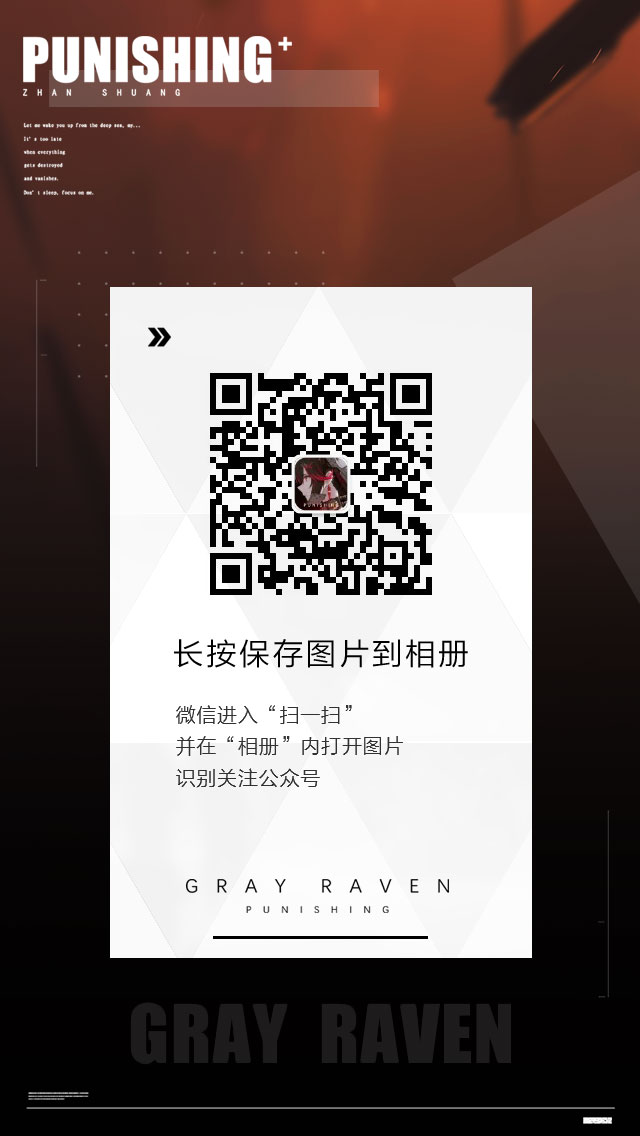 PUNISHING+
ZHAN SHUANG
Let me wake you up from the deep sea, my...
It's too late
when everything
gets destroyed
and vanishes.
Don't sleep, focus on me.
PUNISHING
长按保存图片到相册
微信进入“扫一扫”
并在“相册”内打开图片
识别关注公众号
GRAY RAVEN
PUNISHING
GRAY RAVEN